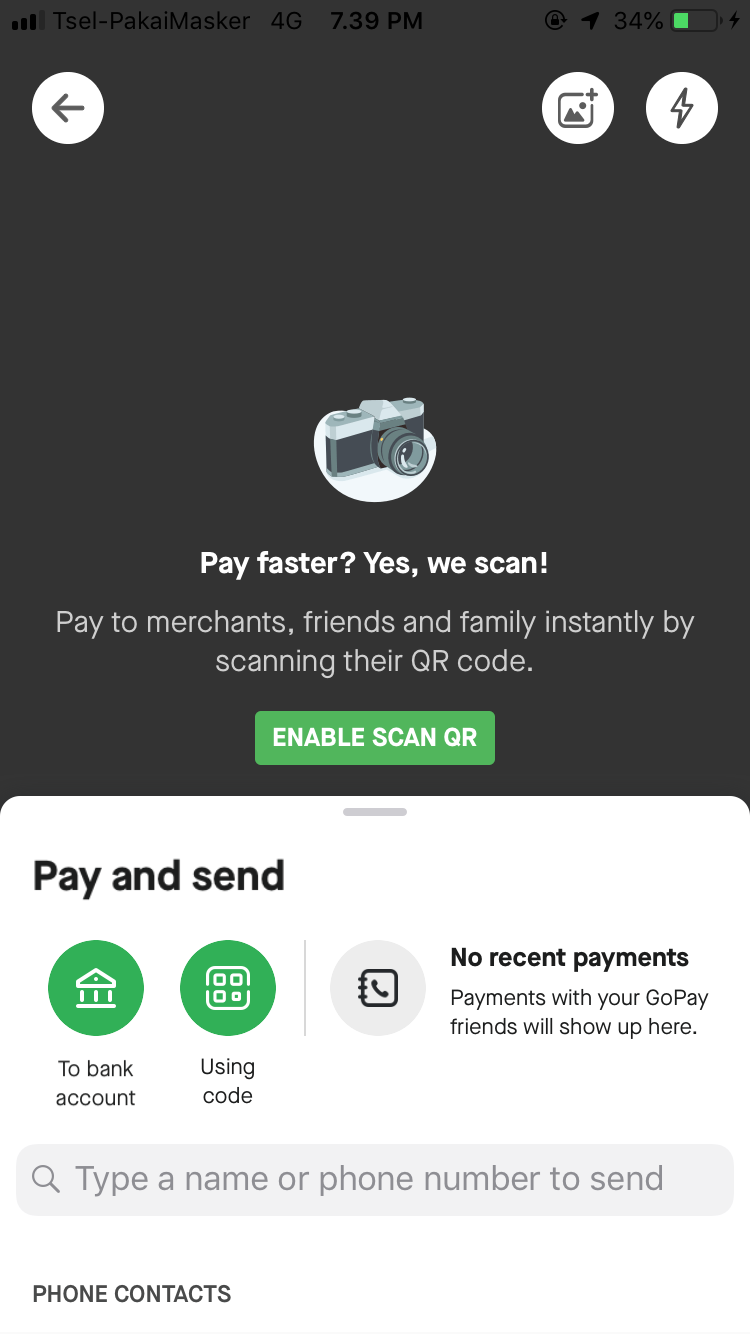 Tsel-PakaiMasker 4G 7.39 PM 34%
Pay faster? Yes, we scan!
Pay to merchants, friends and family instantly by
scanning their QR code.
ENABLE SCAN QR
Pay and send
To bank
account
Using
code
No recent payments
Payments with your GoPay
friends will show up here.
Type a name or phone number to send
PHONE CONTACTS